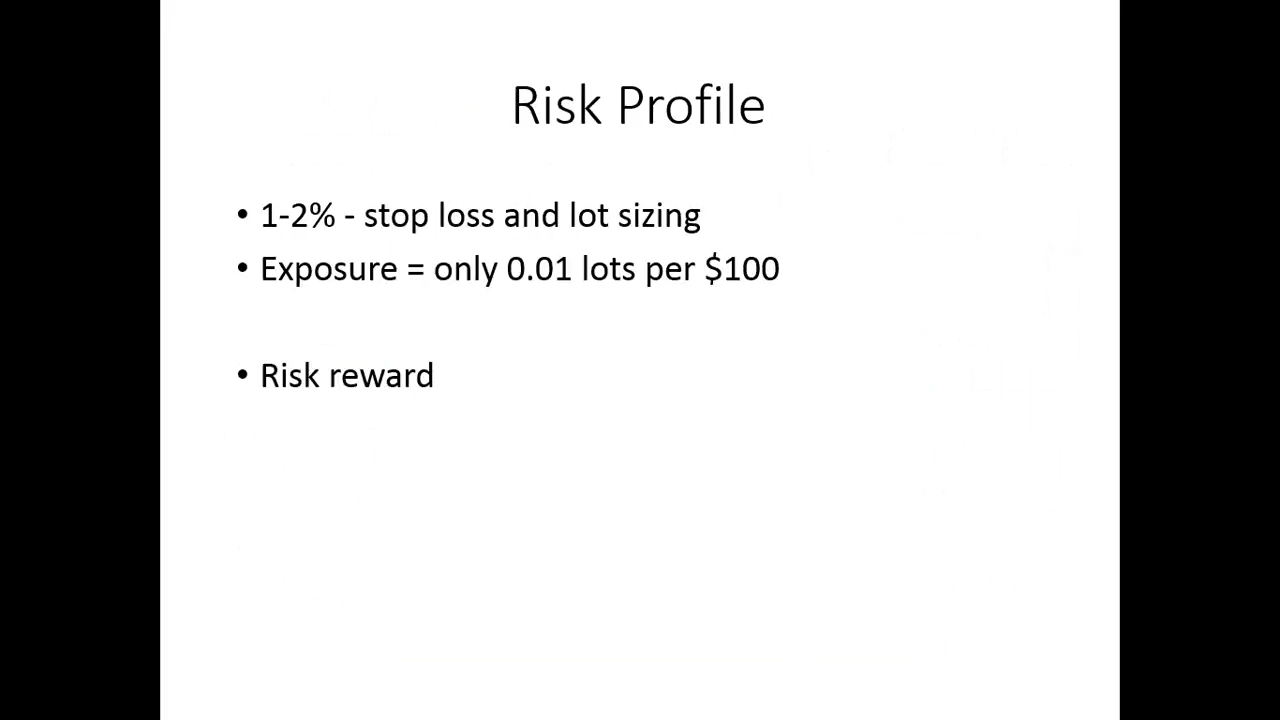 Risk Profile
• 1-2% - stop loss and lot sizing
• Exposure = only 0.01 lots per $100
• Risk reward